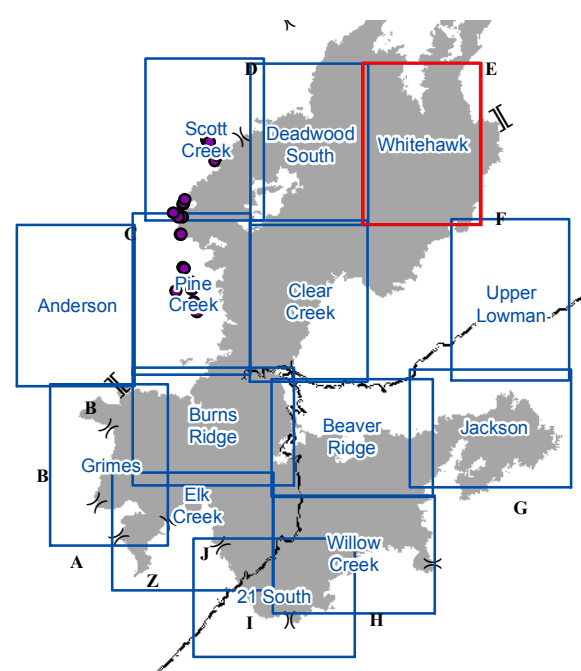 D
E
Scott
Creek
Deadwood
South
Whitehawk
][
F
C
Anderson
Pine
Creek
Clear
Creek
Upper
Lowman
][
B
Burns
Ridge
Beaver
Ridge
Jackson
B
Grimes
Elk
Creek
G
A
Z
J
Willow
Creek
21 South
I
H